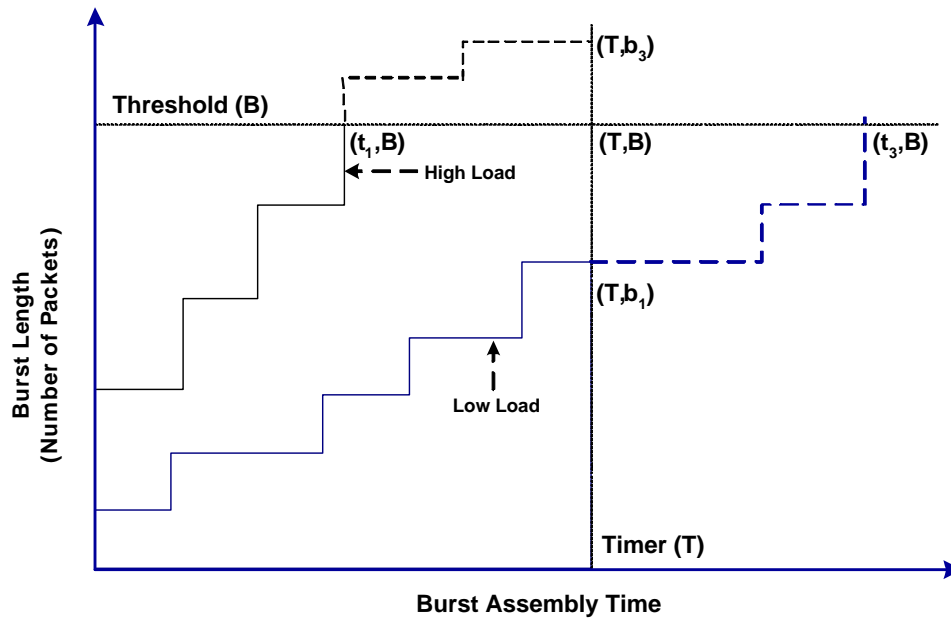 (T,b3)
Threshold (B)
(t1,B)
(T,B)
(t3,B)
High Load
(T,b1)
Low Load
Burst Length
(Number of Packets)
Timer (T)
Burst Assembly Time